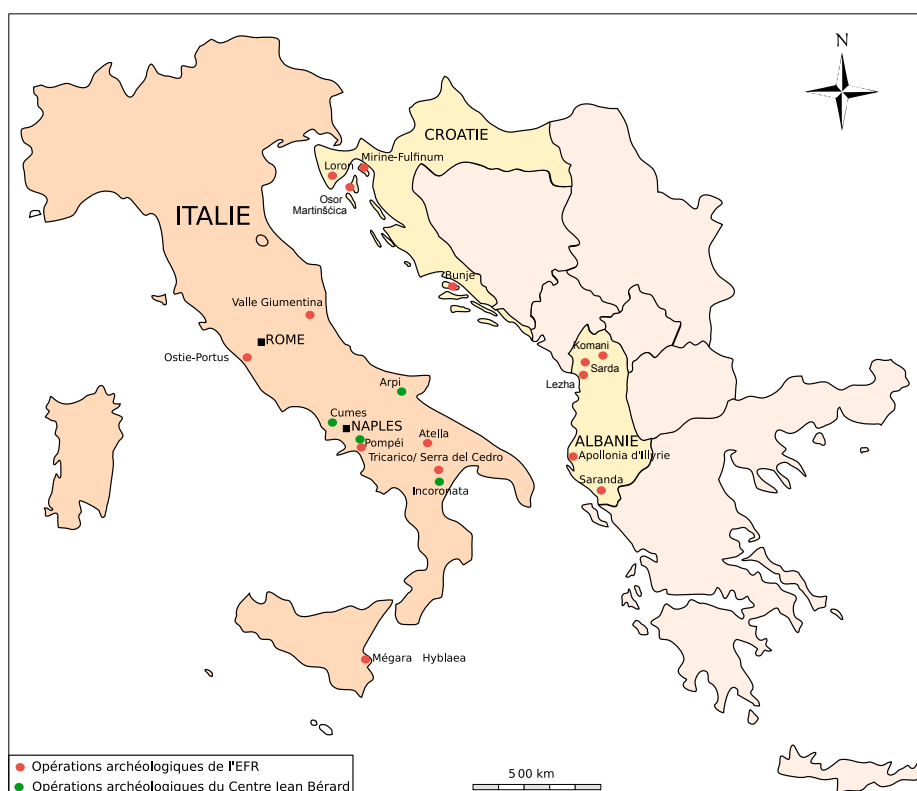 N
CROATIE
Mirine-Fulfinum
Loron
Osor
Martinšćica
ITALIE
Bunje
Valle Giumentina
ROME
Ostie-Portus
Komani
Sarda
Lezha
Arpi
Cumes
NAPLES
Pompéi
Atella
ALBANIE
Tricarico/ Serra del Cedro
Apollonia d'Illyrie
Saranda
Incoronata
Mégara Hyblaea
Opérations archéologiques de l'EFR
Opérations archéologiques du Centre Jean Bérard
500 km